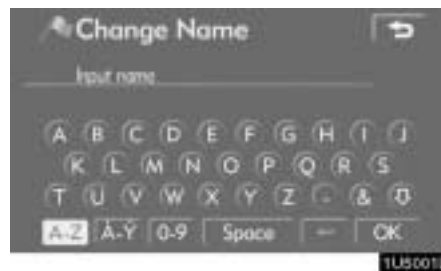 Change Name
Input name
A B C D E F G H I J
K L M N O P Q R S
T U V W X Y Z - &
A-Z À-Ý 0-9 Space ← OK